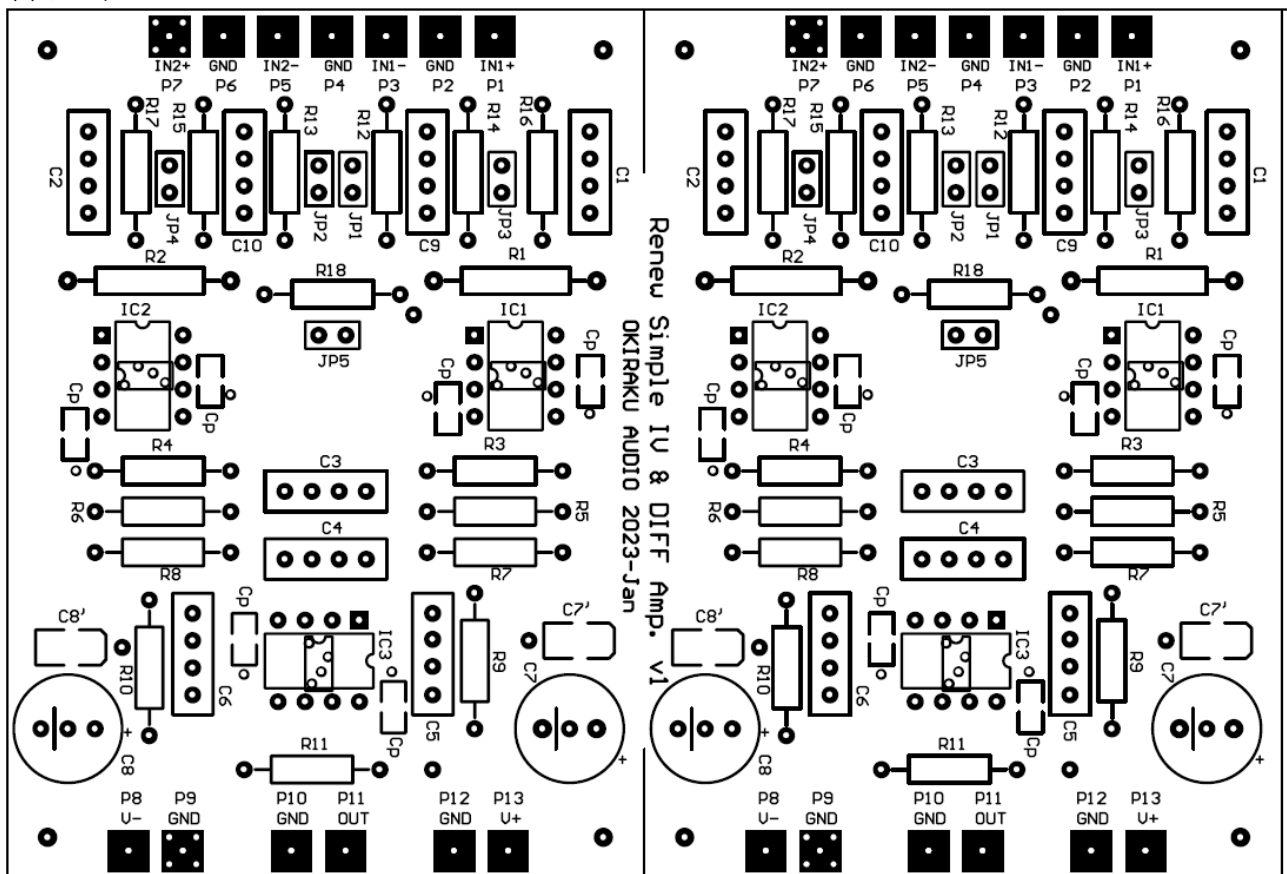 IN2+ GND IN2- GND IN1- GND IN1+
P7 P6 P5 P4 P3 P2 P1
R17 R15 R13 R12 R14 R16
C2 C1
JP4 C10 JP2 JP1 C9 JP3
R2 R18 R1
IC2 IC1
JP5
Cp Cp Cp Cp
R4 C3 R3
R6 R5
C4
R8 R7
C8' Cp C7'
R10 C6 IC3 R9 C7
C8 Cp C5
R11
P8 P9 P10 P11 P12 P13
V- GND GND OUT GND V+
Renew Simple IV & DIFF Amp. v1
OKIRAKU AUDIO 2023-Jan
IN2+ GND IN2- GND IN1- GND IN1+
P7 P6 P5 P4 P3 P2 P1
R17 R15 R13 R12 R14 R16
C2 C1
JP4 C10 JP2 JP1 C9 JP3
R2 R18 R1
IC2 IC1
JP5
Cp Cp Cp Cp
R4 C3 R3
R6 R5
C4
R8 R7
C8' Cp C7'
R10 C6 IC3 R9 C7
C8 Cp C5
R11
P8 P9 P10 P11 P12 P13
V- GND GND OUT GND V+
+ +
+ +